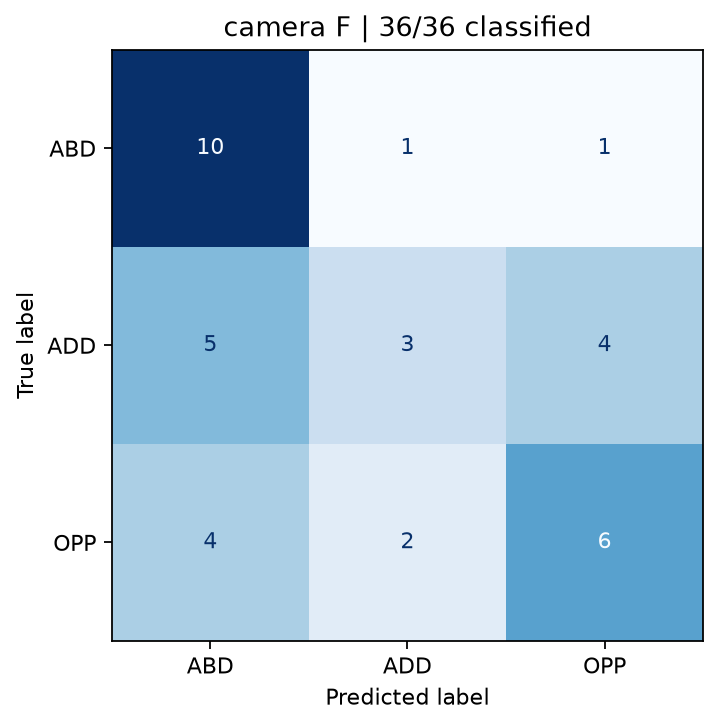 camera F | 36/36 classified
True label
ABD 10 1 1
ADD 5 3 4
OPP 4 2 6
ABD ADD OPP
Predicted label